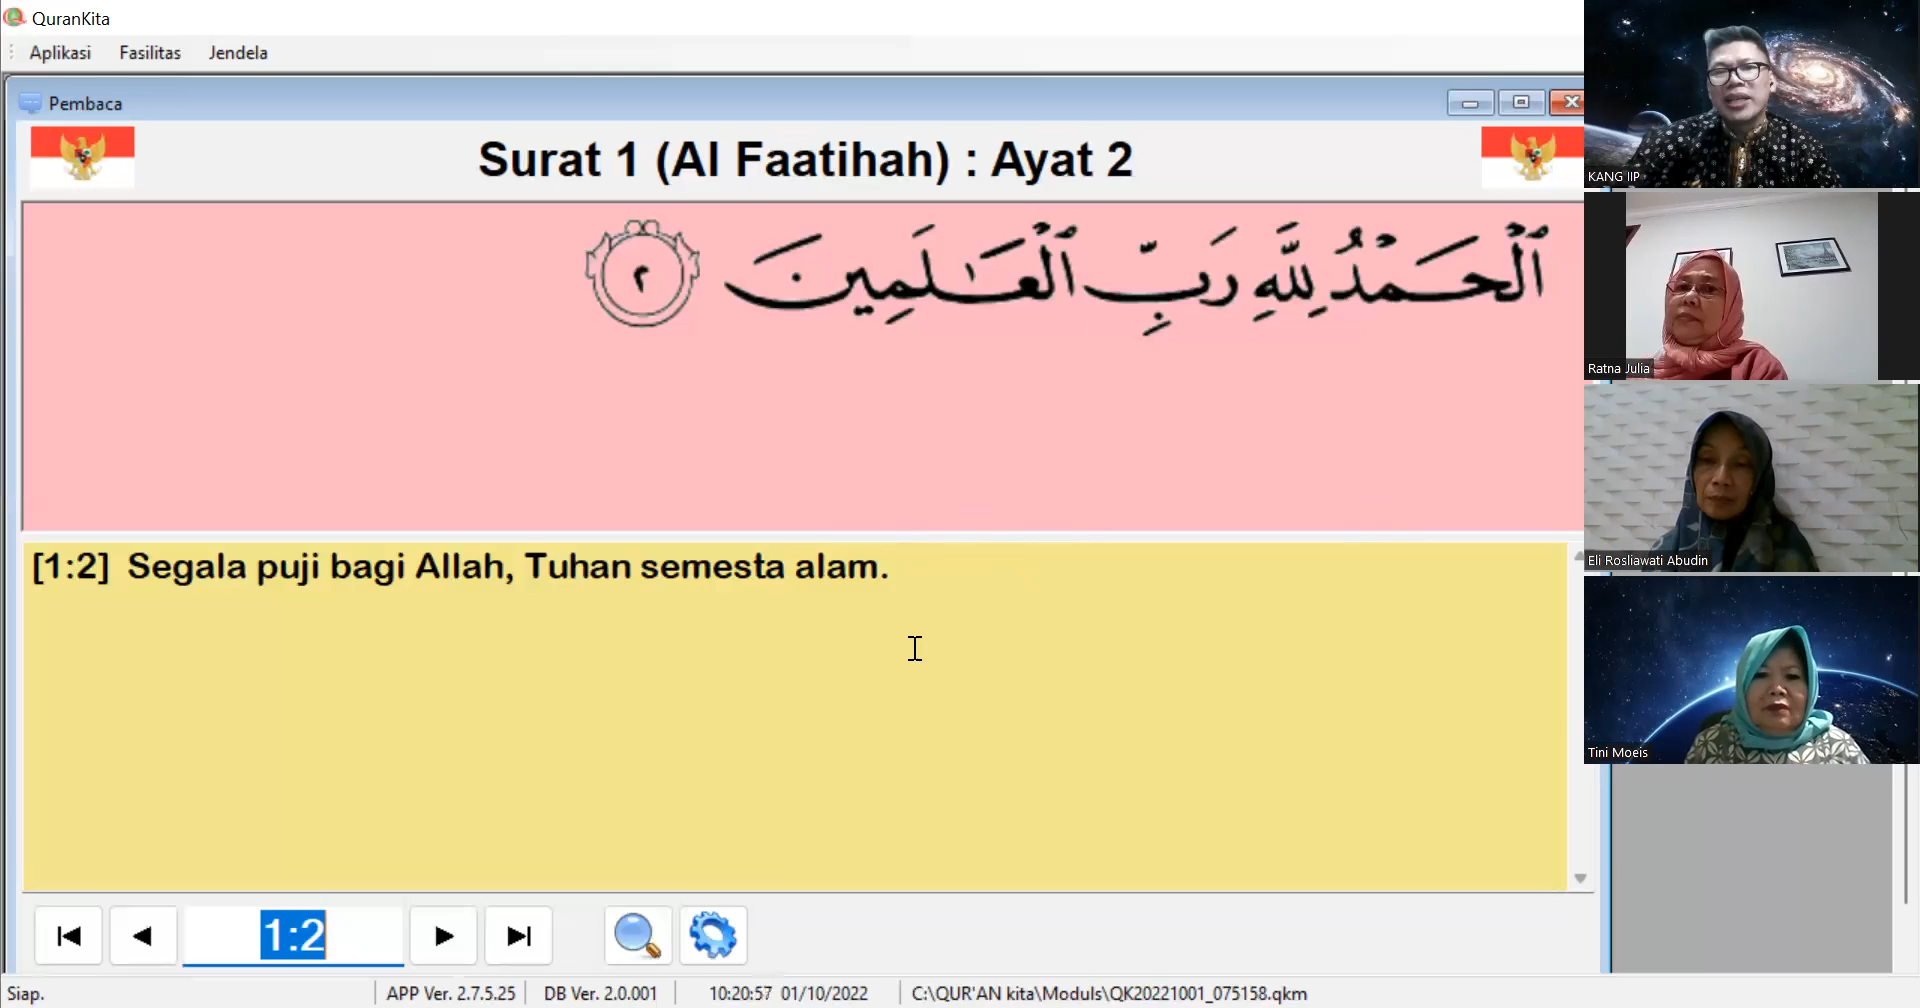 QuranKita
Aplikasi Fasilitas Jendela
Pembaca
Surat 1 (Al Faatihah) : Ayat 2
ٱلْحَمْدُ لِلَّهِ رَبِّ ٱلْعَـٰلَمِينَ ٢
[1:2] Segala puji bagi Allah, Tuhan semesta alam.
1:2
Siap. APP Ver. 2.7.5.25 DB Ver. 2.0.001 10:20:57 01/10/2022 C:\QUR'AN kita\Moduls\QK20221001_075158.qkm
KANG IIP
Ratna Julia
Eli Rosliawati Abudin
Tini Moeis